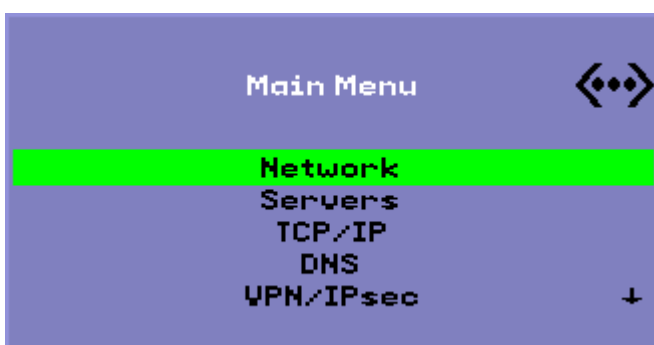 Main Menu
Network
Servers
TCP/IP
DNS
VPN/IPsec